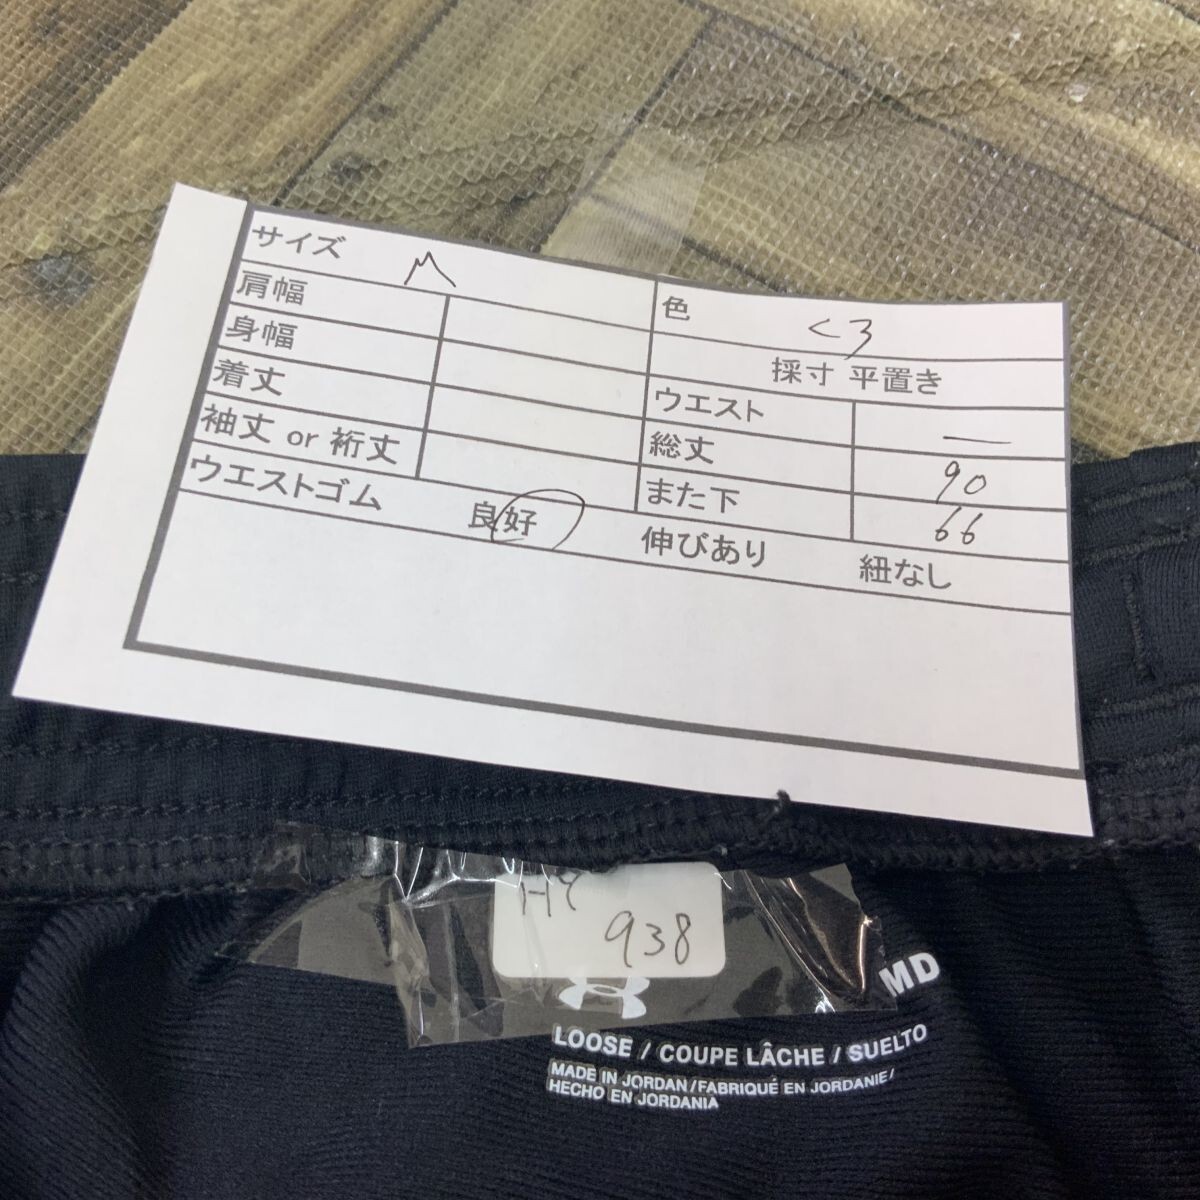 サイズ M
色 くろ
肩幅
採寸 平置き
身幅
ウエスト —
着丈
総丈 90
袖丈 or 裄丈
また下 66
ウエストゴム 良好 伸びあり 紐なし
938
MD
LOOSE / COUPE LÂCHE / SUELTO
MADE IN JORDAN/FABRIQUÉ EN JORDANIE/
HECHO EN JORDANIA